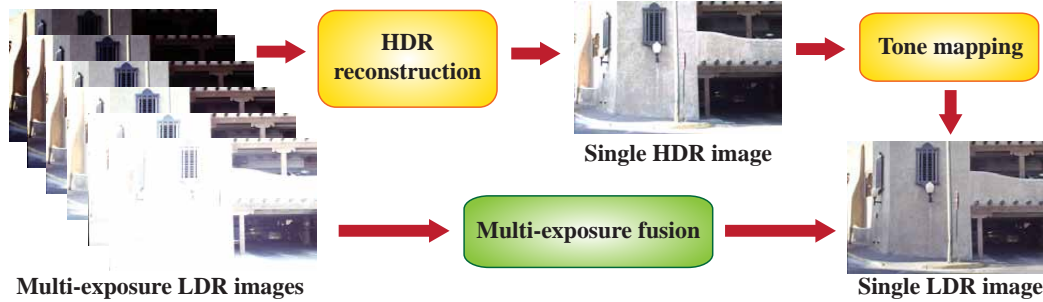 HDR
reconstruction
Tone mapping
Single HDR image
Multi-exposure fusion
Multi-exposure LDR images
Single LDR image